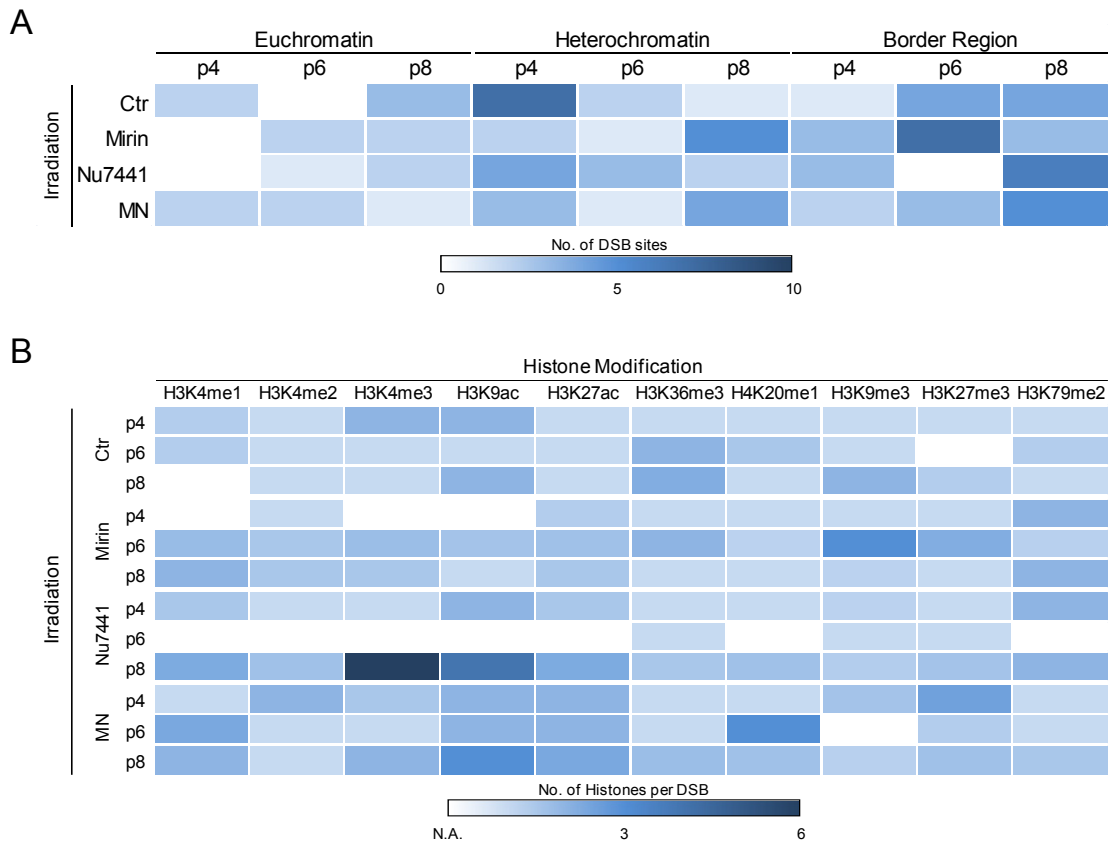 A
Euchromatin Heterochromatin Border Region
p4 p6 p8 p4 p6 p8 p4 p6 p8
Irradiation
Ctr
Mirin
Nu7441
MN
No. of DSB sites
0 5 10
B
Histone Modification
H3K4me1 H3K4me2 H3K4me3 H3K9ac H3K27ac H3K36me3 H4K20me1 H3K9me3 H3K27me3 H3K79me2
Irradiation
Ctr
p4
p6
p8
Mirin
p4
p6
p8
Nu7441
p4
p6
p8
MN
p4
p6
p8
No. of Histones per DSB
N.A. 3 6